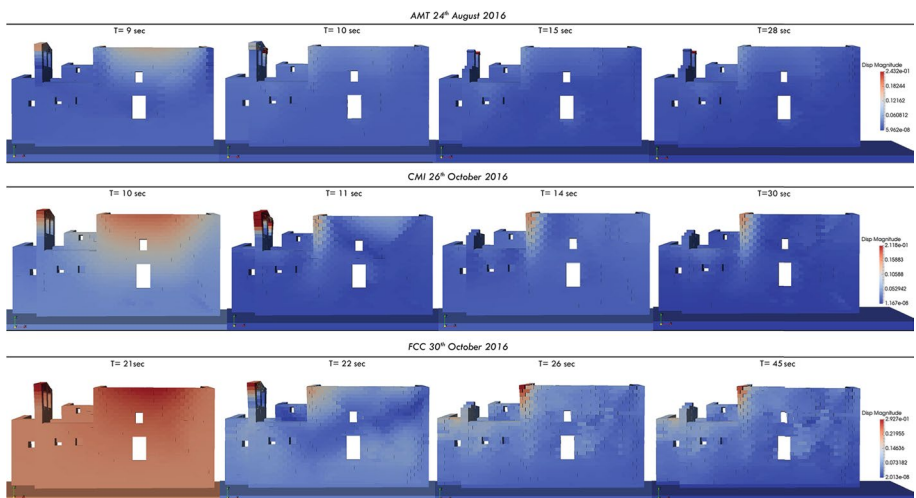 AMT 24th August 2016
T= 9 sec
T= 10 sec
T=15 sec
T=28 sec
Disp Magnitude
2.432e-01
0.18244
0.12162
0.060812
5.962e-08
CMI 26th October 2016
T= 10 sec
T= 11 sec
T= 14 sec
T=30 sec
Disp Magnitude
2.118e-01
0.15883
0.10588
0.052942
1.167e-08
FCC 30th October 2016
T= 21sec
T= 22 sec
T= 26 sec
T= 45 sec
Disp Magnitude
2.927e-01
0.21955
0.14636
0.073182
2.013e-08